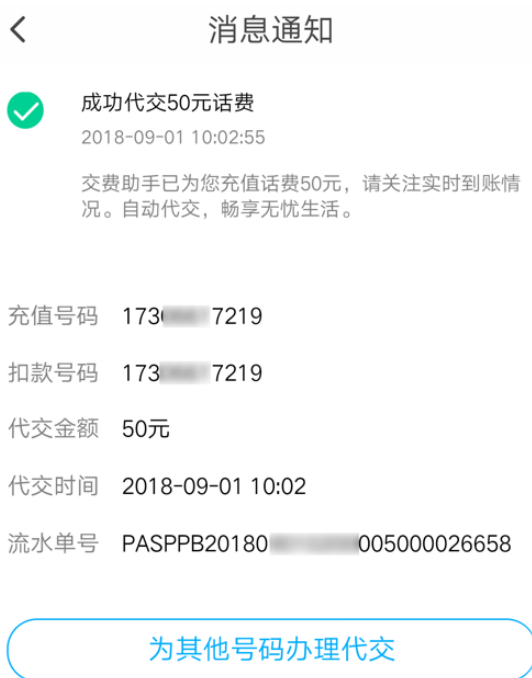 消息通知
成功代交50元话费
2018-09-01 10:02:55
交费助手已为您充值话费50元，请关注实时到账情
况。自动代交，畅享无忧生活。
充值号码 173 7219
扣款号码 173 7219
代交金额 50元
代交时间 2018-09-01 10:02
流水单号 PASPPB20180 005000026658
为其他号码办理代交